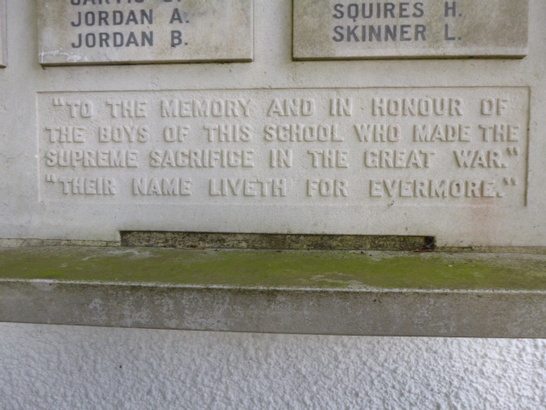 JORDAN A.
JORDAN B.
SQUIRES H.
SKINNER L.
"TO THE MEMORY AND IN HONOUR OF
THE BOYS OF THIS SCHOOL WHO MADE THE
SUPREME SACRIFICE IN THE GREAT WAR."
"THEIR NAME LIVETH FOR EVERMORE."